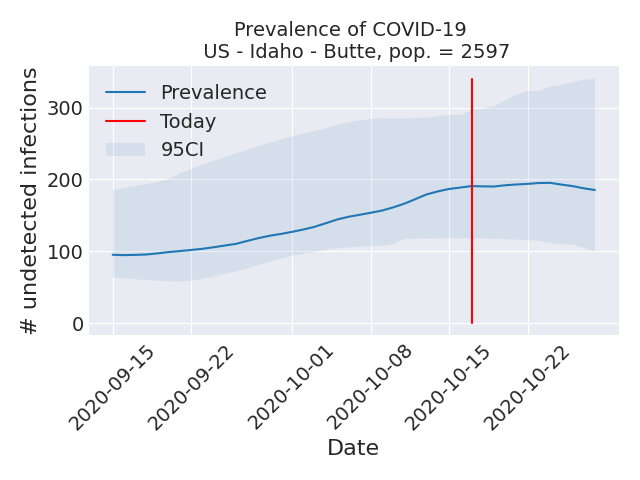 Prevalence of COVID-19
US - Idaho - Butte, pop. = 2597
# undetected infections
300
200
100
0
Prevalence
Today
95CI
2020-09-15
2020-09-22
2020-10-01
2020-10-08
2020-10-15
2020-10-22
Date